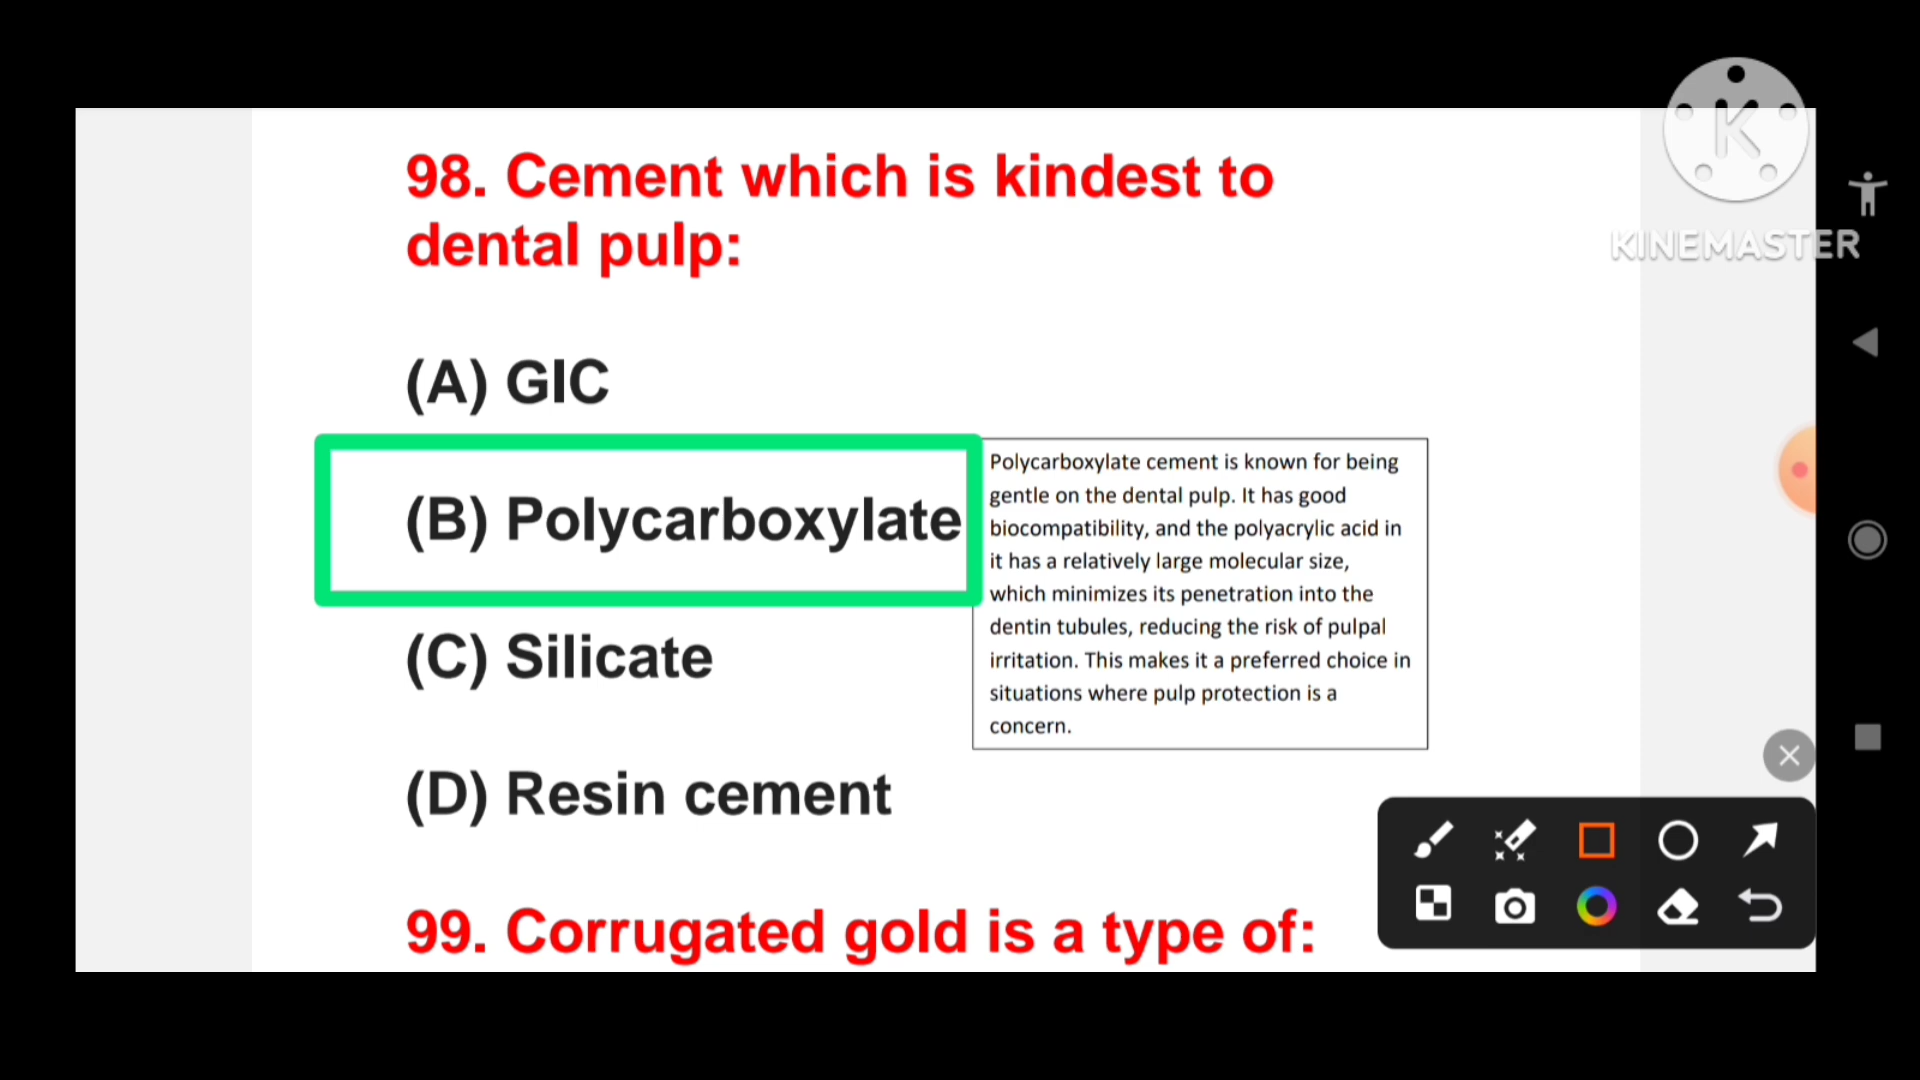 98. Cement which is kindest to
dental pulp:
(A) GIC
(B) Polycarboxylate
Polycarboxylate cement is known for being
gentle on the dental pulp. It has good
biocompatibility, and the polyacrylic acid in
it has a relatively large molecular size,
which minimizes its penetration into the
dentin tubules, reducing the risk of pulpal
irritation. This makes it a preferred choice in
situations where pulp protection is a
concern.
(C) Silicate
(D) Resin cement
99. Corrugated gold is a type of:
K
KINEMASTER